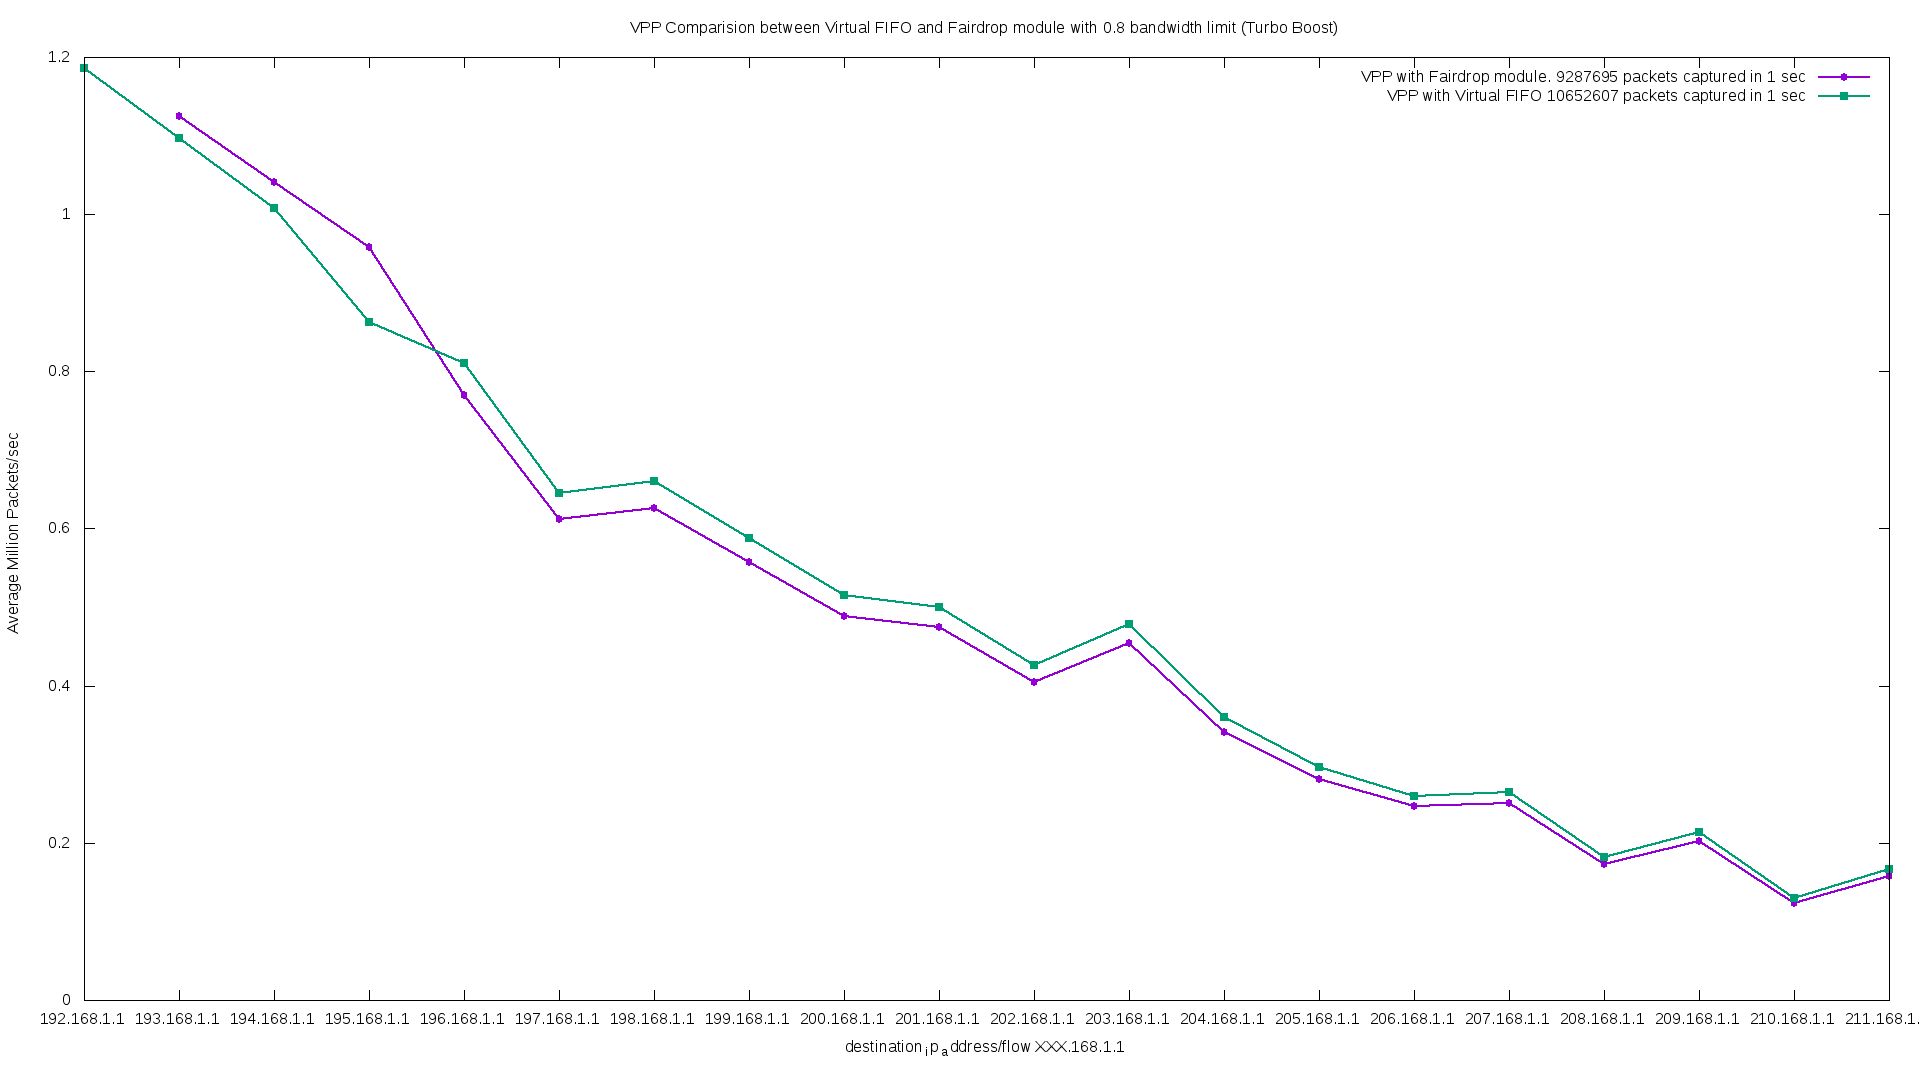 VPP Comparision between Virtual FIFO and Fairdrop module with 0.8 bandwidth limit (Turbo Boost)
VPP with Fairdrop module. 9287695 packets captured in 1 sec
VPP with Virtual FIFO 10652607 packets captured in 1 sec
Average Million Packets/sec
1.2
1
0.8
0.6
0.4
0.2
0
192.168.1.1 193.168.1.1 194.168.1.1 195.168.1.1 196.168.1.1 197.168.1.1 198.168.1.1 199.168.1.1 200.168.1.1 201.168.1.1 202.168.1.1 203.168.1.1 204.168.1.1 205.168.1.1 206.168.1.1 207.168.1.1 208.168.1.1 209.168.1.1 210.168.1.1 211.168.1.
destination ip address/flow XXX.168.1.1